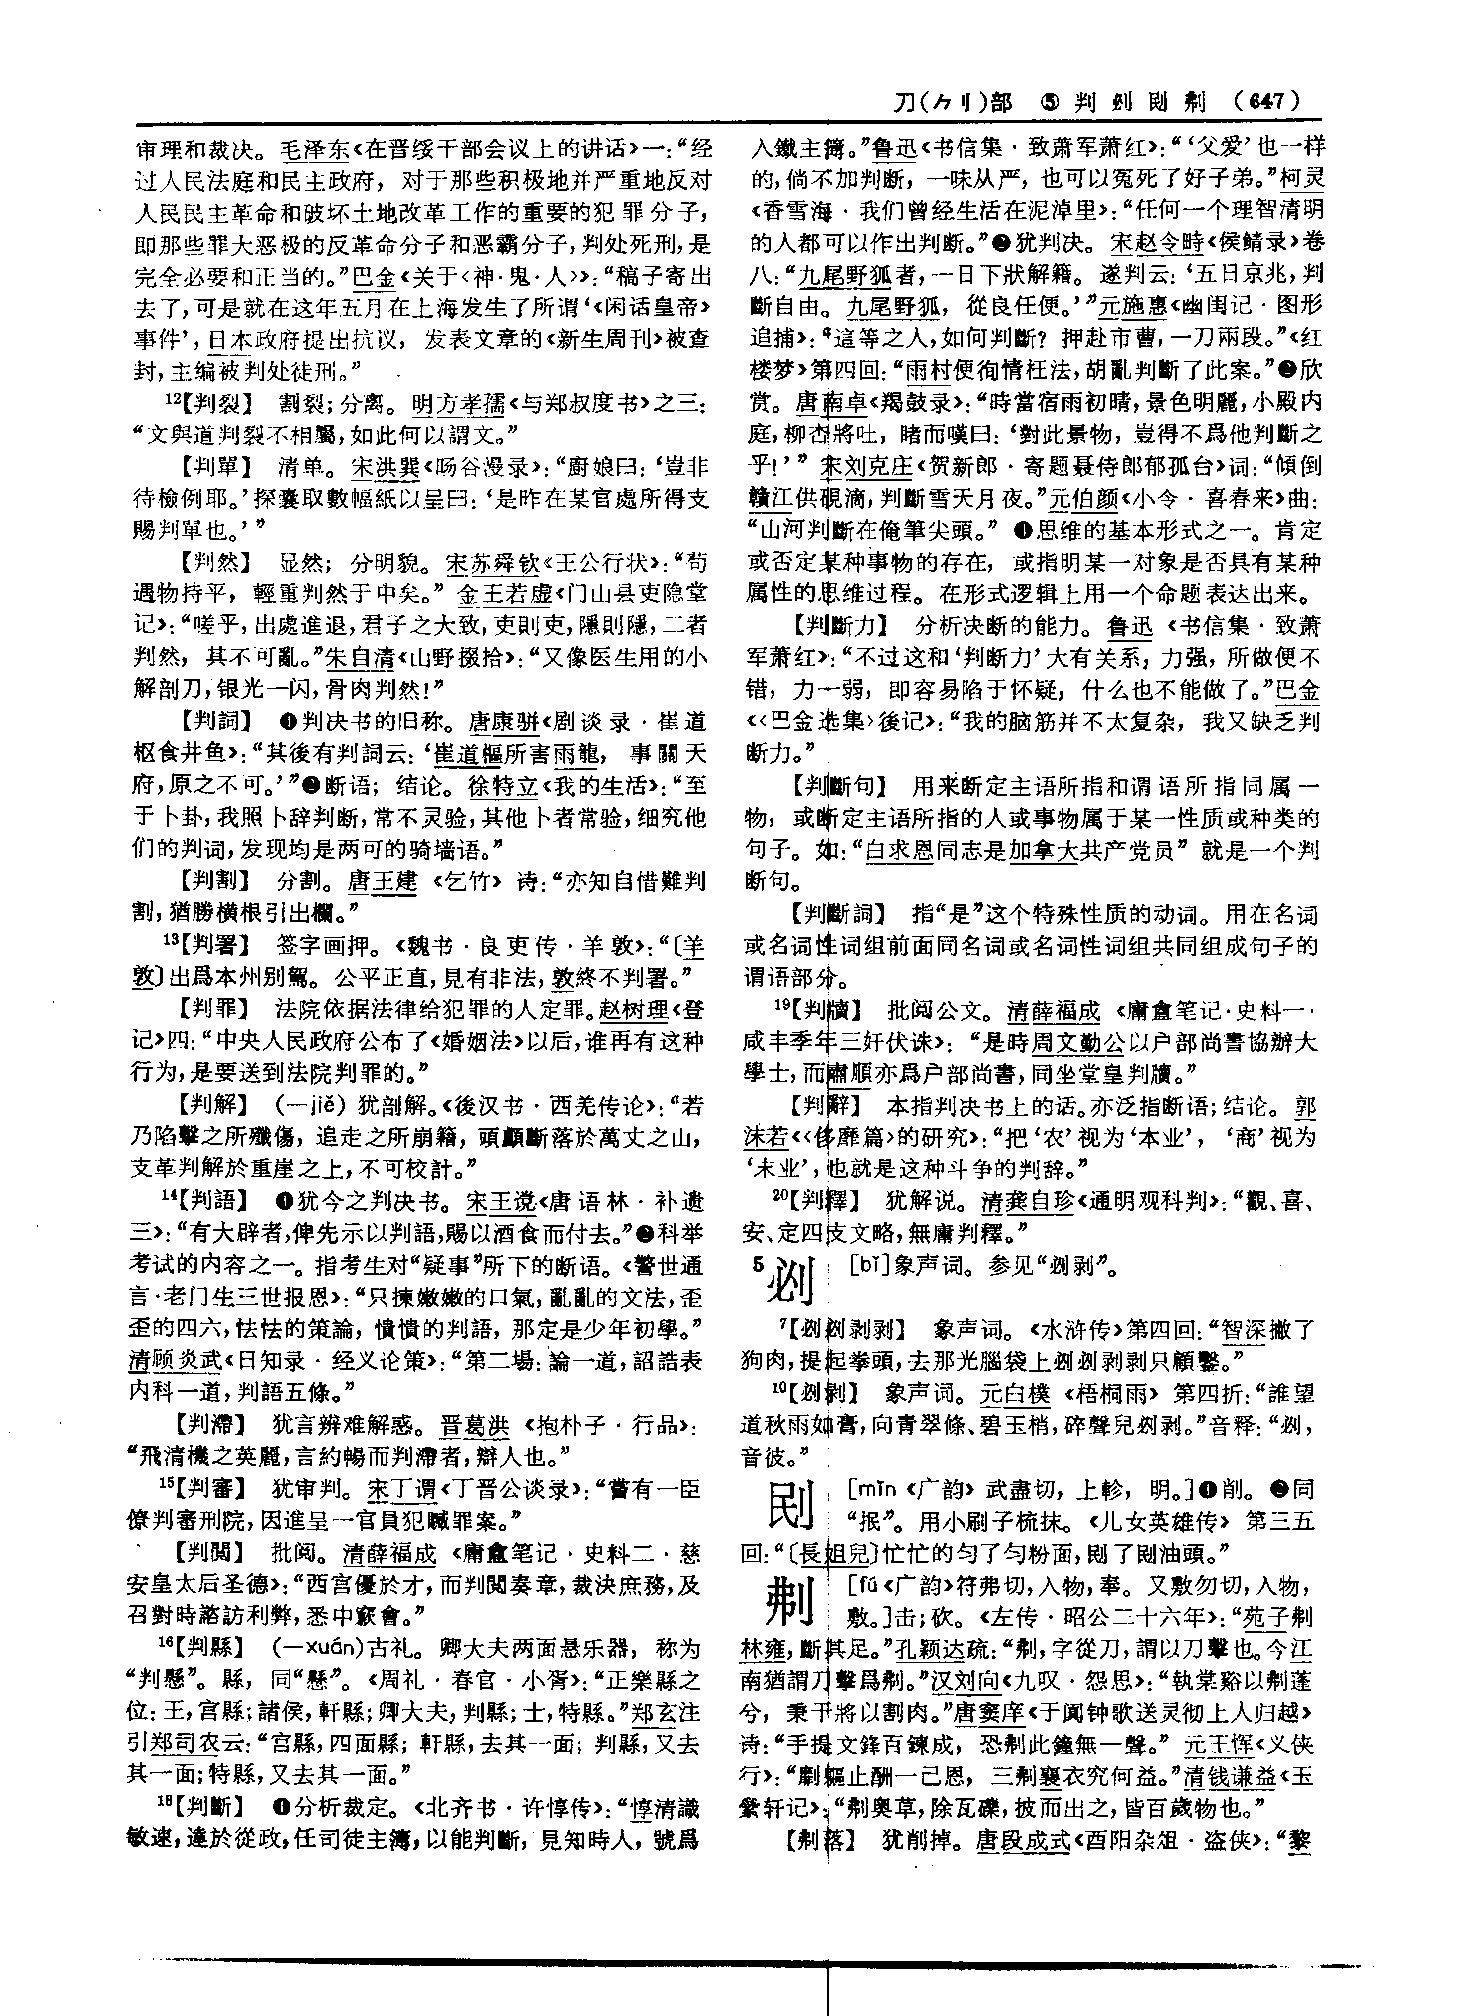 刀(⺈刂)部 ⑤ 判 㓖 刡 刜 (647)
审理和裁决。毛泽东《在晋绥干部会议上的讲话》一：“经
过人民法庭和民主政府，对于那些积极地并严重地反对
人民民主革命和破坏土地改革工作的重要的犯罪分子，
即那些罪大恶极的反革命分子和恶霸分子，判处死刑，是
完全必要和正当的。”巴金《关于〈神·鬼·人〉》：“稿子寄出
去了，可是就在这年五月在上海发生了所谓‘《闲话皇帝》
事件’，日本政府提出抗议，发表文章的《新生周刊》被查
封，主编被判处徒刑。”
12【判裂】 割裂；分离。明方孝孺《与郑叔度书》之三：
“文與道判裂不相屬，如此何以謂文。”
【判單】 清单。宋洪巽《旸谷漫录》：“廚娘曰：‘豈非
待檢例耶。’探囊取數幅紙以呈曰：‘是昨在某官處所得支
賜判單也。’”
【判然】 显然；分明貌。宋苏舜钦《王公行状》：“苟
遇物持平，輕重判然于中矣。”金王若虚《门山县吏隐堂
记》：“嗟乎，出處進退，君子之大致，吏則吏，隱則隱，二者
判然，其不可亂。”朱自清《山野掇拾》：“又像医生用的小
解剖刀，银光一闪，骨肉判然！”
【判詞】 ❶判决书的旧称。唐康骈《剧谈录·崔道
枢食井鱼》：“其後有判詞云：‘崔道樞所害雨龍，事關天
府，原之不可。’”❷断语；结论。徐特立《我的生活》：“至
于卜卦，我照卜辞判断，常不灵验，其他卜者常验，细究他
们的判词，发现均是两可的骑墙语。”
【判割】 分割。唐王建《乞竹》诗：“亦知自惜難判
割，猶勝横根引出欄。”
13【判署】 签字画押。《魏书·良吏传·羊敦》：“〔羊
敦〕出爲本州别駕。公平正直，見有非法，敦終不判署。”
【判罪】 法院依据法律给犯罪的人定罪。赵树理《登
记》四：“中央人民政府公布了《婚姻法》以后，谁再有这种
行为，是要送到法院判罪的。”
【判解】 (—jiě) 犹剖解。《後汉书·西羌传论》：“若
乃陷擊之所殲傷，追走之所崩籍，頭顱斷落於萬丈之山，
支革判解於重崖之上，不可校計。”
14【判語】 ❶犹今之判决书。宋王谠《唐语林·补遗
三》：“有大辟者，俾先示以判語，賜以酒食而付去。”❷科举
考试的内容之一。指考生对“疑事”所下的断语。《警世通
言·老门生三世报恩》：“只揀嫩嫩的口氣，亂亂的文法，歪
歪的四六，怯怯的策論，憒憒的判語，那定是少年初學。”
清顾炎武《日知录·经义论策》：“第二場：論一道，詔誥表
内科一道，判語五條。”
【判滯】 犹言辨难解惑。晋葛洪《抱朴子·行品》：
“飛清機之英麗，言約暢而判滯者，辯人也。”
15【判審】 犹审判。宋丁谓《丁晋公谈录》：“嘗有一臣
僚判審刑院，因進呈一官員犯贓罪案。”
【判閲】 批阅。清薛福成《庸盦笔记·史料二·慈
安皇太后圣德》：“西宫優於才，而判閲奏章，裁決庶務，及
召對時諮訪利弊，悉中窾會。”
16【判縣】 (—xuán)古礼。卿大夫两面悬乐器，称为
“判懸”。縣，同“懸”。《周礼·春官·小胥》：“正樂縣之
位：王，宫縣；諸侯，軒縣；卿大夫，判縣；士，特縣。”郑玄注
引郑司农云：“宫縣，四面縣；軒縣，去其一面；判縣，又去
其一面；特縣，又去其一面。”
18【判斷】 ❶分析裁定。《北齐书·许惇传》：“惇清識
敏速，達於從政，任司徒主簿，以能判斷，見知時人，號爲
入鐵主簿。”鲁迅《书信集·致萧军萧红》：“‘父爱’也一样
的，倘不加判断，一味从严，也可以冤死了好子弟。”柯灵
《香雪海·我们曾经生活在泥淖里》：“任何一个理智清明
的人都可以作出判断。”❷犹判决。宋赵令畤《侯鲭录》卷
八：“九尾野狐者，一日下狀解籍。遂判云：‘五日京兆，判
斷自由。九尾野狐，從良任便。’”元施惠《幽闺记·图形
追捕》：“這等之人，如何判斷？押赴市曹，一刀兩段。”《红
楼梦》第四回：“雨村便徇情枉法，胡亂判斷了此案。”❸欣
赏。唐南卓《羯鼓录》：“時當宿雨初晴，景色明麗，小殿内
庭，柳杏將吐，睹而嘆曰：‘對此景物，豈得不爲他判斷之
乎！’”宋刘克庄《贺新郎·寄题聂侍郎郁孤台》词：“傾倒
贛江供硯滴，判斷雪天月夜。”元伯颜《小令·喜春来》曲：
“山河判斷在俺筆尖頭。”❹思维的基本形式之一。肯定
或否定某种事物的存在，或指明某一对象是否具有某种
属性的思维过程。在形式逻辑上用一个命题表达出来。
【判斷力】 分析决断的能力。鲁迅《书信集·致萧
军萧红》：“不过这和‘判断力’大有关系，力强，所做便不
错，力一弱，即容易陷于怀疑，什么也不能做了。”巴金
《〈巴金选集〉後记》：“我的脑筋并不太复杂，我又缺乏判
断力。”
【判斷句】 用来断定主语所指和谓语所指同属一
物，或断定主语所指的人或事物属于某一性质或种类的
句子。如：“白求恩同志是加拿大共产党员”就是一个判
断句。
【判斷詞】 指“是”这个特殊性质的动词。用在名词
或名词性词组前面同名词或名词性词组共同组成句子的
谓语部分。
19【判牘】 批阅公文。清薛福成《庸盦笔记·史料一·
咸丰季年三奸伏诛》：“是時周文勤公以户部尚書協辦大
學士，而肅順亦爲户部尚書，同坐堂皇判牘。”
【判辭】 本指判决书上的话。亦泛指断语；结论。郭
沫若《〈侈靡篇〉的研究》：“把‘农’视为‘本业’，‘商’视为
‘末业’，也就是这种斗争的判辞。”
20【判釋】 犹解说。清龚自珍《通明观科判》：“觀、喜、
安、定四支文略，無庸判釋。”
5㓖 [bǐ]象声词。参见“㓖剥”。
7【㓖㓖剥剥】 象声词。《水浒传》第四回：“智深撇了
狗肉，提起拳頭，去那光腦袋上㓖㓖剥剥只顧鑿。”
10【㓖剥】 象声词。元白樸《梧桐雨》第四折：“誰望
道秋雨如膏，向青翠條、碧玉梢，碎聲兒㓖剥。”音释：“㓖，
音彼。”
刡 [mǐn《广韵》武盡切，上軫，明。]❶削。❷同
“抿”。用小刷子梳抹。《儿女英雄传》第三五
回：“〔長姐兒〕忙忙的匀了匀粉面，刡了刡油頭。”
刜 [fú《广韵》符弗切，入物，奉。又敷勿切，入物，
敷。]击；砍。《左传·昭公二十六年》：“苑子刜
林雍，斷其足。”孔颖达疏：“刜，字從刀，謂以刀擊也。今江
南猶謂刀擊爲刜。”汉刘向《九叹·怨思》：“執棠谿以刜蓬
兮，秉干將以割肉。”唐窦庠《于阗钟歌送灵彻上人归越》
诗：“手提文鋒百鍊成，恐刜此鐘無一聲。”元王恽《义侠
行》：“劘軀止酬一己恩，三刜襄衣究何益。”清钱谦益《玉
蘂轩记》：“刜奥草，除瓦礫，披而出之，皆百歲物也。”
【刜落】 犹削掉。唐段成式《酉阳杂俎·盗侠》：“黎